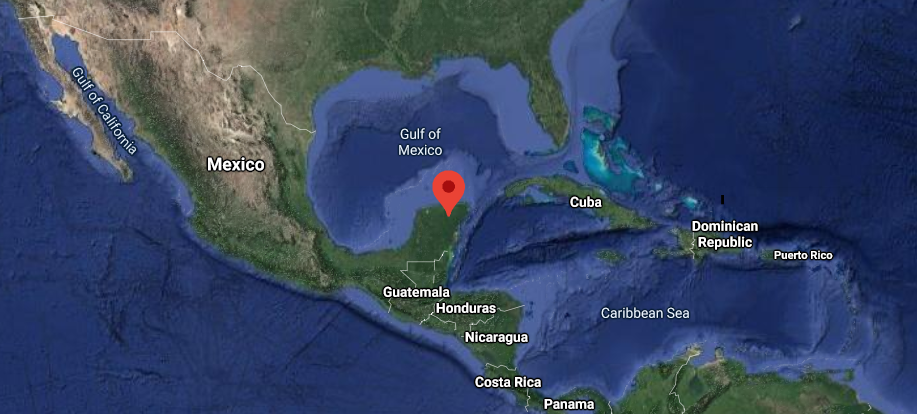 Gulf of California
Mexico
Gulf of
Mexico
Cuba
Dominican
Republic
Puerto Rico
Guatemala
Honduras
Caribbean Sea
Nicaragua
Costa Rica
Panama